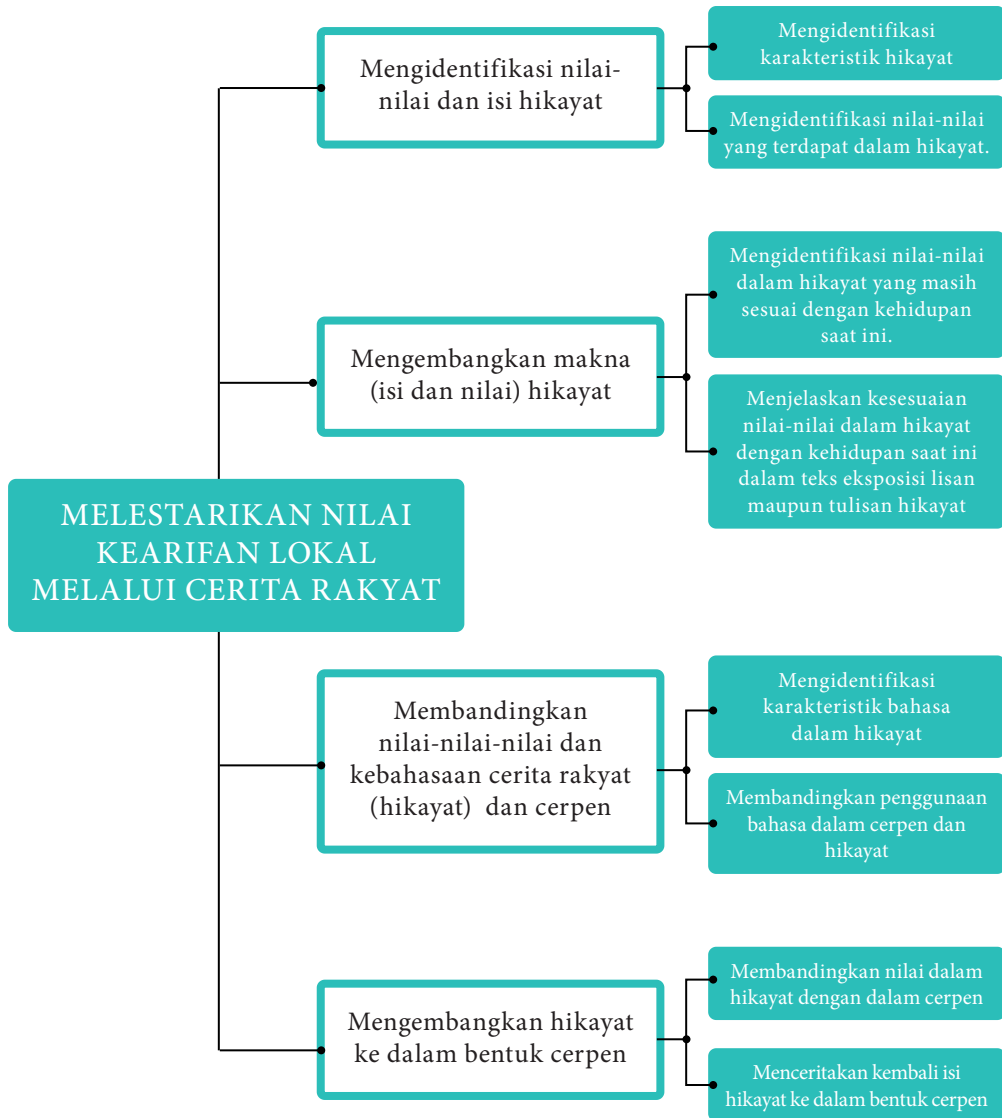 MELESTARIKAN NILAI
KEARIFAN LOKAL
MELALUI CERITA RAKYAT
Mengidentifikasi nilai-
nilai dan isi hikayat
Mengidentifikasi
karakteristik hikayat
Mengidentifikasi nilai-nilai
yang terdapat dalam hikayat.
Mengembangkan makna
(isi dan nilai) hikayat
Mengidentifikasi nilai-nilai
dalam hikayat yang masih
sesuai dengan kehidupan
saat ini.
Menjelaskan kesesuaian
nilai-nilai dalam hikayat
dengan kehidupan saat ini
dalam teks eksposisi lisan
maupun tulisan hikayat
Membandingkan
nilai-nilai-nilai dan
kebahasaan cerita rakyat
(hikayat) dan cerpen
Mengidentifikasi
karakteristik bahasa
dalam hikayat
Membandingkan penggunaan
bahasa dalam cerpen dan
hikayat
Mengembangkan hikayat
ke dalam bentuk cerpen
Membandingkan nilai dalam
hikayat dengan dalam cerpen
Menceritakan kembali isi
hikayat ke dalam bentuk cerpen